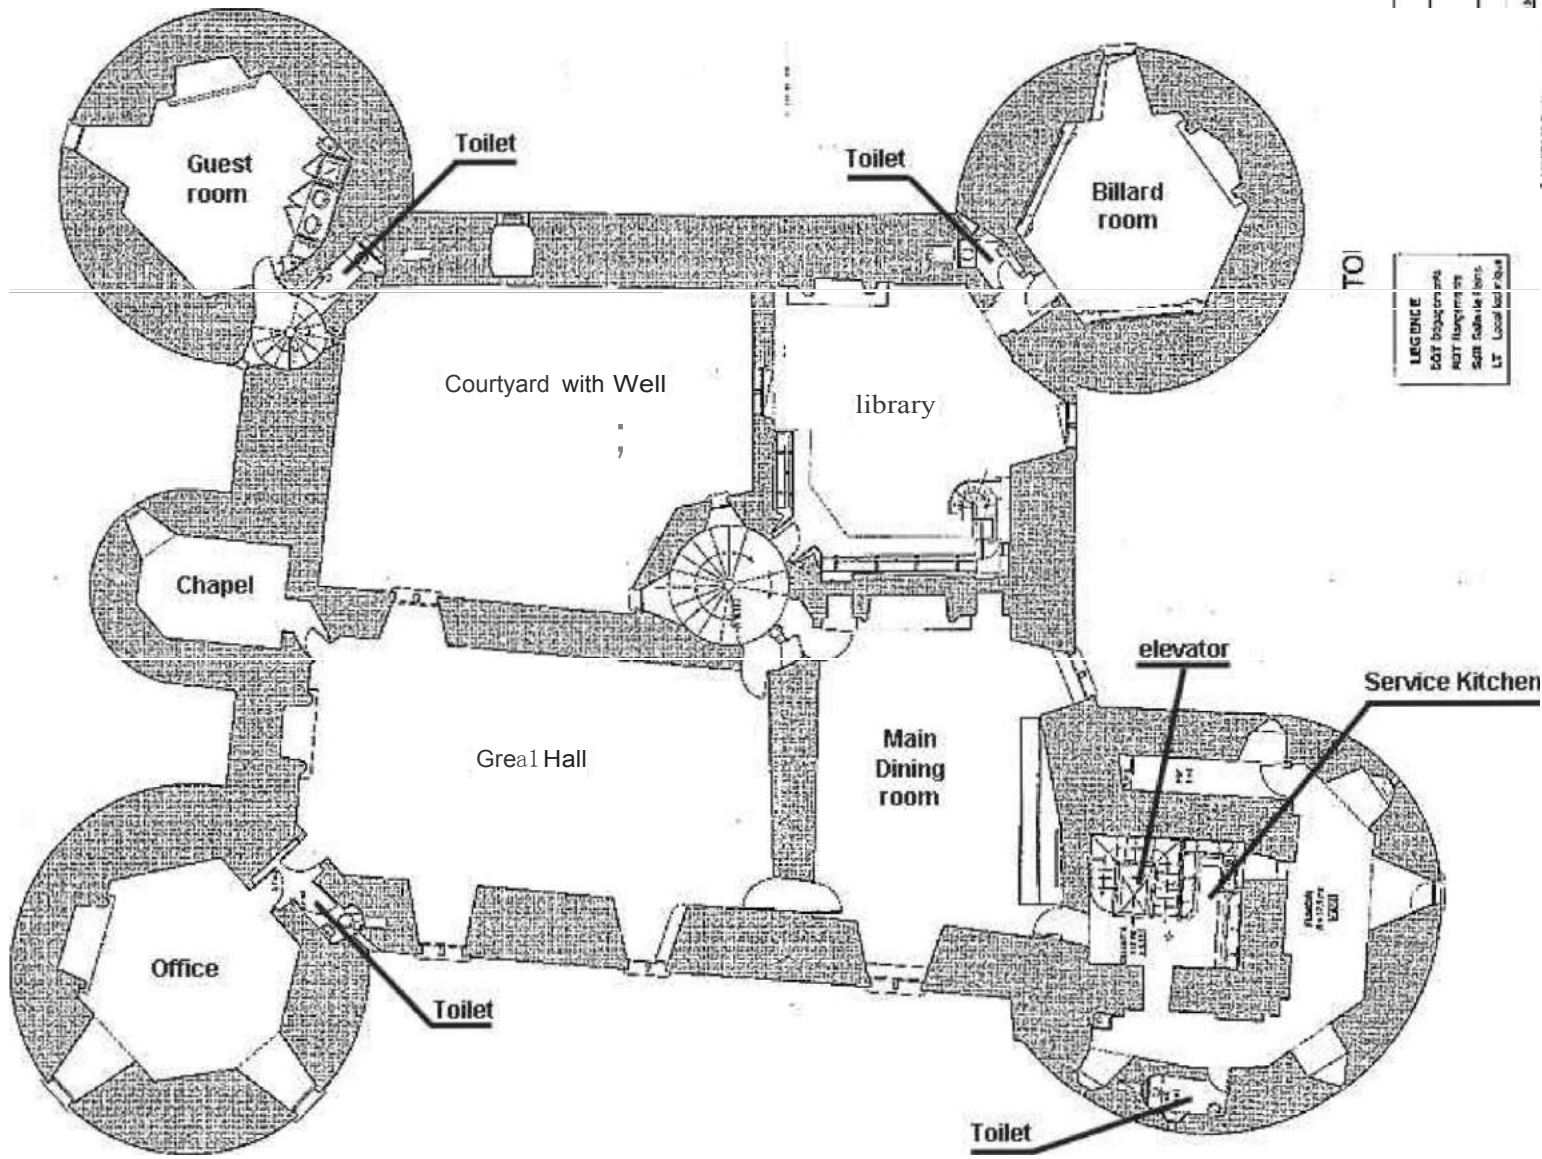 Toilet
Toilet
Guest
room
Billard
room
TO
LEGENDE
Courtyard with Well
;
library
Chapel
elevator
Service Kitchen
Main
Dining
room
Grea1 Hall
Office
Toilet
Toilet